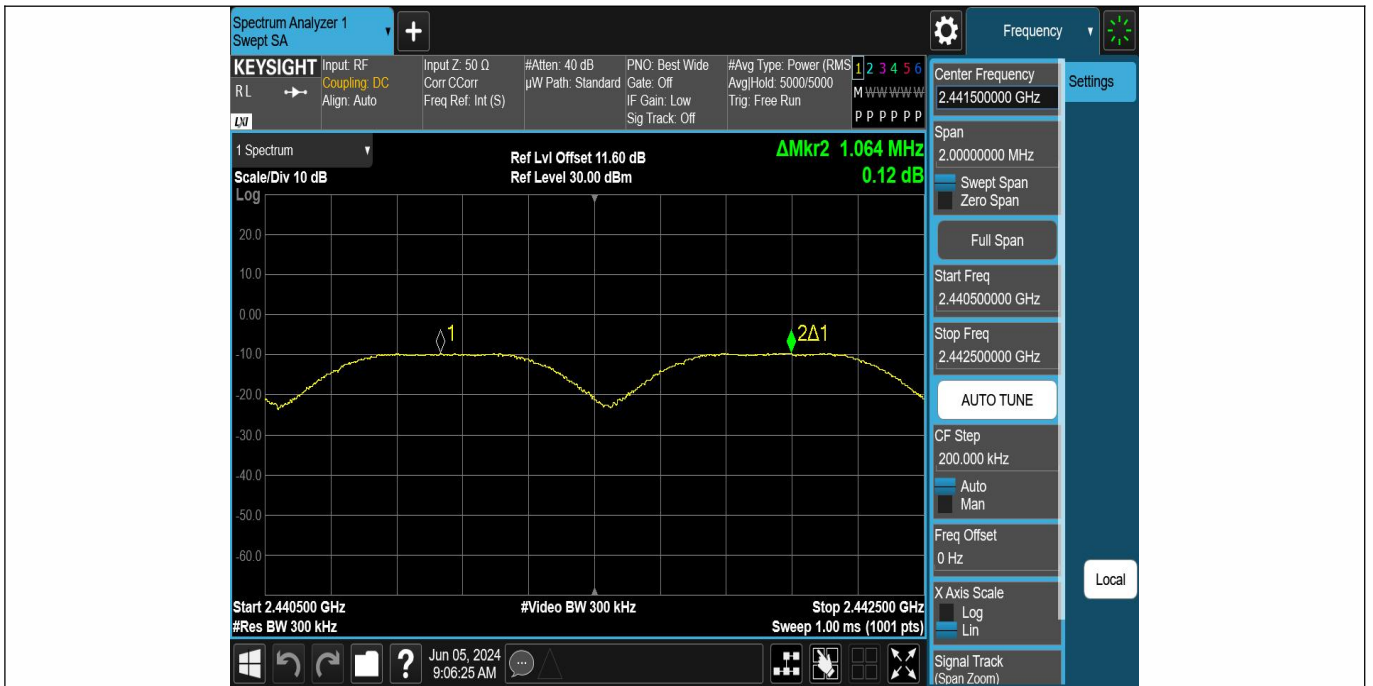 Spectrum Analyzer 1
Swept SA
Frequency
KEYSIGHT
RL
LXI
Input: RF
Coupling: DC
Align: Auto
Input Z: 50 Ω
Corr CCorr
Freq Ref: Int (S)
#Atten: 40 dB
µW Path: Standard
PNO: Best Wide
Gate: Off
IF Gain: Low
Sig Track: Off
#Avg Type: Power (RMS
Avg|Hold: 5000/5000
Trig: Free Run
1 2 3 4 5 6
M W W W W W
P P P P P P
1 Spectrum
Scale/Div 10 dB
Log
Ref Lvl Offset 11.60 dB
Ref Level 30.00 dBm
ΔMkr2 1.064 MHz
0.12 dB
20.0
10.0
0.00
-10.0
-20.0
-30.0
-40.0
-50.0
-60.0
1
2Δ1
Start 2.440500 GHz
#Res BW 300 kHz
#Video BW 300 kHz
Stop 2.442500 GHz
Sweep 1.00 ms (1001 pts)
Jun 05, 2024
9:06:25 AM
?
Center Frequency
2.441500000 GHz
Span
2.00000000 MHz
Swept Span
Zero Span
Full Span
Start Freq
2.440500000 GHz
Stop Freq
2.442500000 GHz
AUTO TUNE
CF Step
200.000 kHz
Auto
Man
Freq Offset
0 Hz
X Axis Scale
Log
Lin
Signal Track
(Span Zoom)
Settings
Local